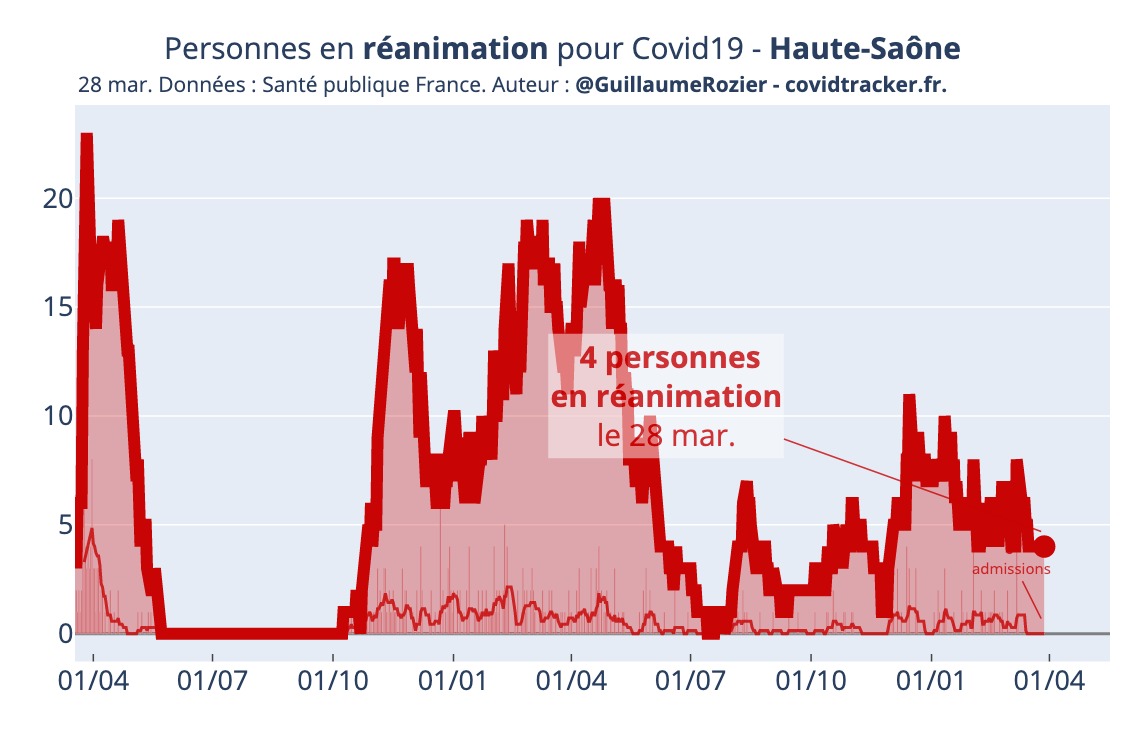 Personnes en réanimation pour Covid19 - Haute-Saône
28 mar. Données : Santé publique France. Auteur : @GuillaumeRozier - covidtracker.fr.
20
15
10
5
0
4 personnes
en réanimation
le 28 mar.
admissions
01/04 01/07 01/10 01/01 01/04 01/07 01/10 01/01 01/04